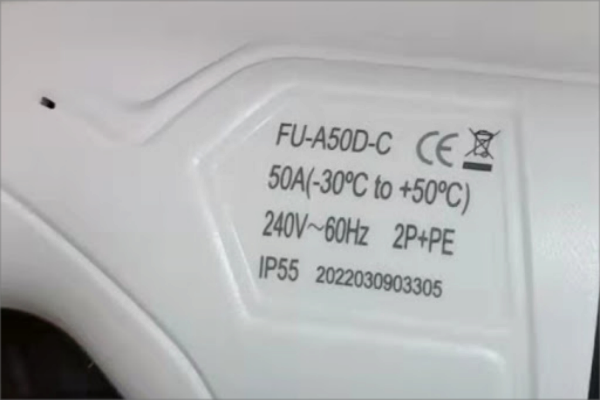 FU-A50D-C CE
50A(-30ºC to +50ºC)
240V~60Hz 2P+PE
IP55 2022030903305